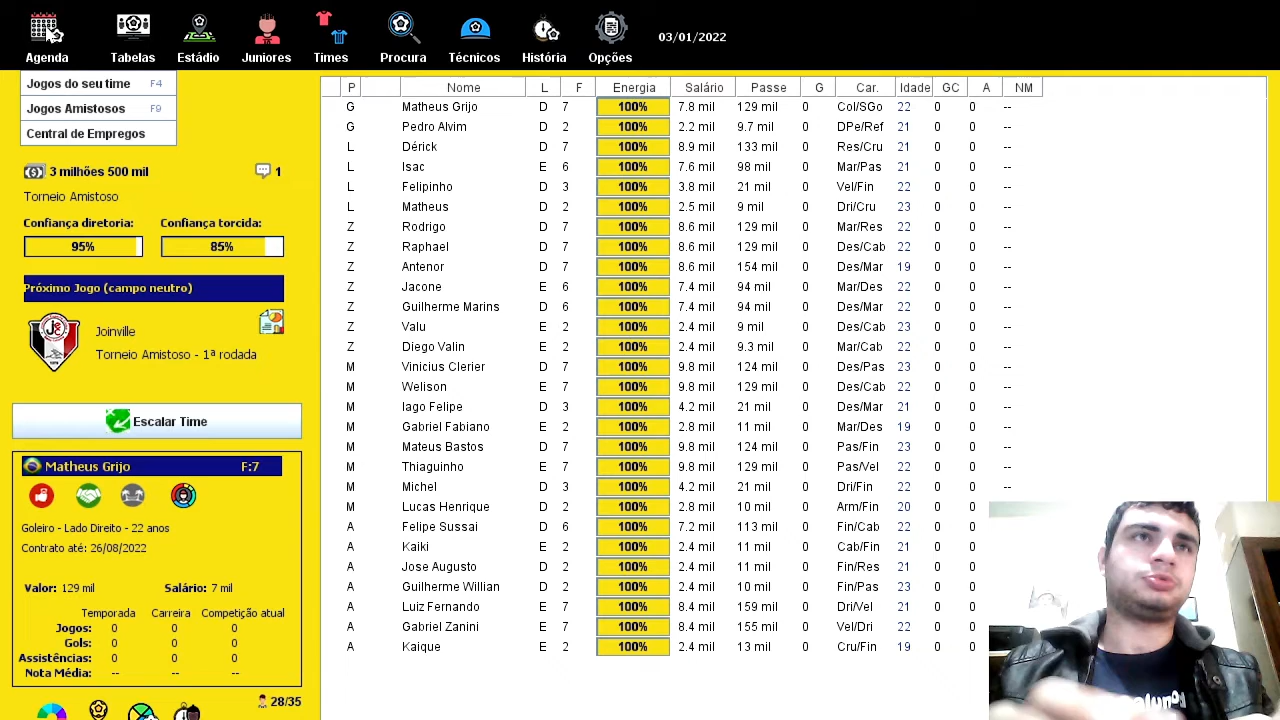 Agenda Tabelas Estádio Juniores Times Procura Técnicos História Opções 03/01/2022
Jogos do seu time F4
Jogos Amistosos F9
Central de Empregos
3 milhões 500 mil 1
Torneio Amistoso
Confiança diretoria: Confiança torcida:
95% 85%
Próximo Jogo (campo neutro)
Joinville
Torneio Amistoso - 1ª rodada
Escalar Time
Matheus Grijo F:7
Goleiro - Lado Direito - 22 anos
Contrato até: 26/08/2022
Valor: 129 mil Salário: 7 mil
Temporada Carreira Competição atual
Jogos: 0 0 0
Gols: 0 0 0
Assistências: 0 0 0
Nota Média: -- -- --
28/35
P Nome L F Energia Salário Passe G Car. Idade GC A NM
G Matheus Grijo D 7 100% 7.8 mil 129 mil 0 Col/SGo 22 0 0 --
G Pedro Alvim D 2 100% 2.2 mil 9.7 mil 0 DPe/Ref 21 0 0 --
L Dérick D 7 100% 8.9 mil 133 mil 0 Res/Cru 21 0 0 --
L Isac E 6 100% 7.6 mil 98 mil 0 Mar/Pas 21 0 0 --
L Felipinho D 3 100% 3.8 mil 21 mil 0 Vel/Fin 22 0 0 --
L Matheus D 2 100% 2.5 mil 9 mil 0 Dri/Cru 23 0 0 --
Z Rodrigo D 7 100% 8.6 mil 129 mil 0 Mar/Res 22 0 0 --
Z Raphael D 7 100% 8.6 mil 129 mil 0 Des/Cab 22 0 0 --
Z Antenor D 7 100% 8.6 mil 154 mil 0 Des/Mar 19 0 0 --
Z Jacone E 6 100% 7.4 mil 94 mil 0 Mar/Des 22 0 0 --
Z Guilherme Marins D 6 100% 7.4 mil 94 mil 0 Des/Mar 22 0 0 --
Z Valu E 2 100% 2.4 mil 9 mil 0 Des/Cab 23 0 0 --
Z Diego Valin E 2 100% 2.4 mil 9.3 mil 0 Mar/Cab 22 0 0 --
M Vinicius Clerier D 7 100% 9.8 mil 124 mil 0 Des/Pas 23 0 0 --
M Welison E 7 100% 9.8 mil 129 mil 0 Des/Cab 22 0 0 --
M Iago Felipe D 3 100% 4.2 mil 21 mil 0 Des/Mar 21 0 0 --
M Gabriel Fabiano E 2 100% 2.8 mil 11 mil 0 Mar/Des 19 0 0 --
M Mateus Bastos D 7 100% 9.8 mil 124 mil 0 Pas/Fin 23 0 0 --
M Thiaguinho E 7 100% 9.8 mil 129 mil 0 Pas/Vel 22 0 0 --
M Michel D 3 100% 4.2 mil 21 mil 0 Dri/Fin 22 0 0 --
M Lucas Henrique D 2 100% 2.8 mil 10 mil 0 Arm/Fin 20 0 0
A Felipe Sussai D 6 100% 7.2 mil 113 mil 0 Fin/Cab 22 0 0
A Kaiki E 2 100% 2.4 mil 11 mil 0 Cab/Fin 21 0 0
A Jose Augusto D 2 100% 2.4 mil 11 mil 0 Fin/Res 21 0 0
A Guilherme Willian D 2 100% 2.4 mil 10 mil 0 Fin/Pas 23 0 0
A Luiz Fernando E 7 100% 8.4 mil 159 mil 0 Dri/Vel 21 0 0
A Gabriel Zanini E 7 100% 8.4 mil 155 mil 0 Vel/Dri 22 0 0
A Kaique E 2 100% 2.4 mil 13 mil 0 Cru/Fin 19 0 0